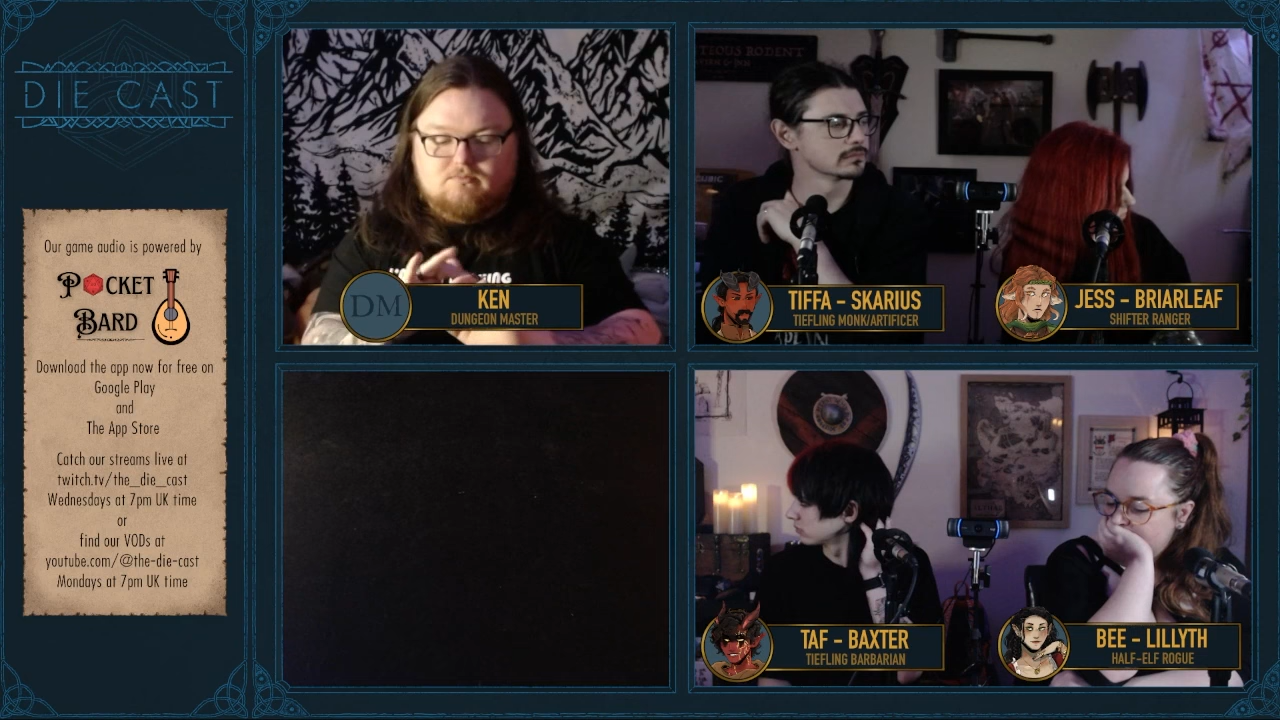 DIE CAST
Our game audio is powered by
POCKET
BARD
Download the app now for free on
Google Play
and
The App Store
Catch our streams live at
twitch.tv/the_die_cast
Wednesdays at 7pm UK time
or
find our VODs at
youtube.com/@the-die-cast
Mondays at 7pm UK time
DM
KEN
DUNGEON MASTER
TEOUS RODENT
CUBIC
TIFFA - SKARIUS
TIEFLING MONK/ARTIFICER
JESS - BRIARLEAF
SHIFTER RANGER
TAF - BAXTER
TIEFLING BARBARIAN
BEE - LILLYTH
HALF-ELF ROGUE